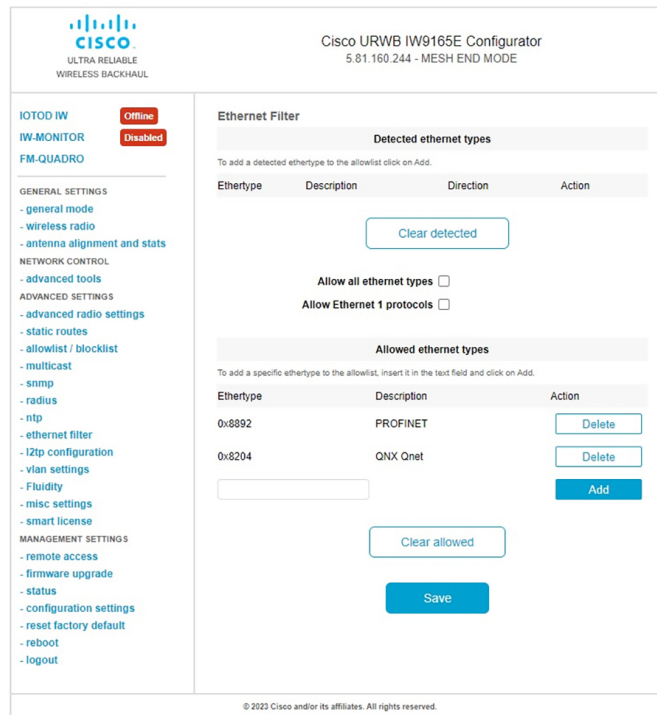 CISCO
ULTRA RELIABLE
WIRELESS BACKHAUL
Cisco URWB IW9165E Configurator
5.81.160.244 - MESH END MODE
IOTOD IW Offline
IW-MONITOR Disabled
FM-QUADRO
GENERAL SETTINGS
- general mode
- wireless radio
- antenna alignment and stats
NETWORK CONTROL
- advanced tools
ADVANCED SETTINGS
- advanced radio settings
- static routes
- allowlist / blocklist
- multicast
- snmp
- radius
- ntp
- ethernet filter
- l2tp configuration
- vlan settings
- Fluidity
- misc settings
- smart license
MANAGEMENT SETTINGS
- remote access
- firmware upgrade
- status
- configuration settings
- reset factory default
- reboot
- logout
Ethernet Filter
Detected ethernet types
To add a detected ethertype to the allowlist click on Add.
Ethertype Description Direction Action
Clear detected
Allow all ethernet types
Allow Ethernet 1 protocols
Allowed ethernet types
To add a specific ethertype to the allowlist, insert it in the text field and click on Add.
Ethertype Description Action
0x8892 PROFINET Delete
0x8204 QNX Qnet Delete
Add
Clear allowed
Save
© 2023 Cisco and/or its affiliates. All rights reserved.